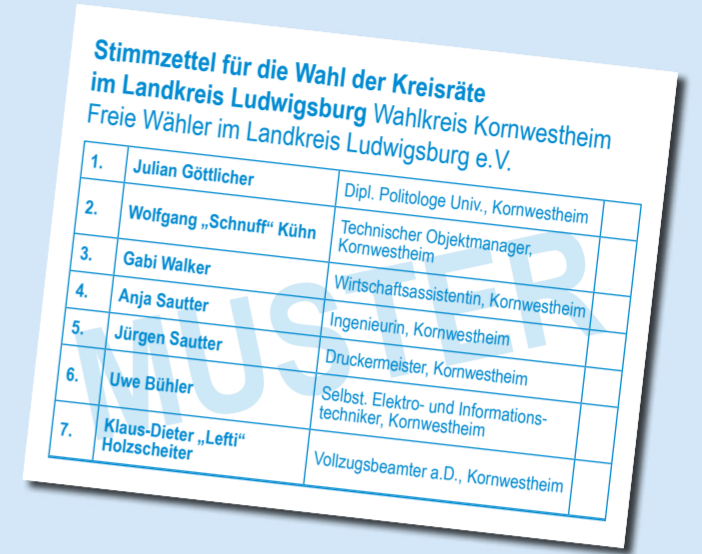 Stimmzettel für die Wahl der Kreisräte
im Landkreis Ludwigsburg Wahlkreis Kornwestheim
Freie Wähler im Landkreis Ludwigsburg e.V.
1. Julian Göttlicher Dipl. Politologe Univ., Kornwestheim
2. Wolfgang „Schnuff“ Kühn Technischer Objektmanager,
Kornwestheim
3. Gabi Walker Wirtschaftsassistentin, Kornwestheim
4. Anja Sautter Ingenieurin, Kornwestheim
5. Jürgen Sautter Druckermeister, Kornwestheim
6. Uwe Bühler Selbst. Elektro- und Informations-
techniker, Kornwestheim
7. Klaus-Dieter „Lefti“
Holzscheiter Vollzugsbeamter a.D., Kornwestheim
MUSTER